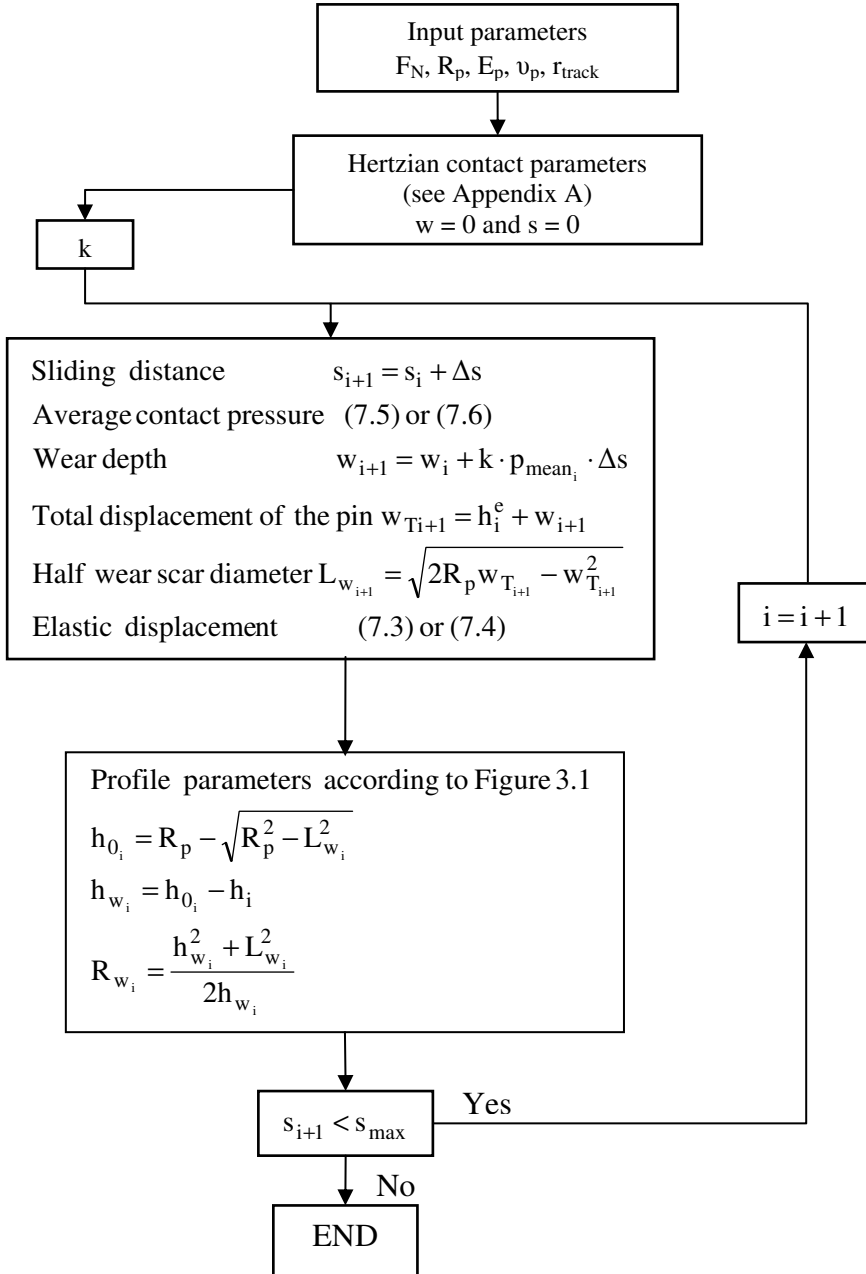 Input parameters
F_N, R_p, E_p, υ_p, r_track
Hertzian contact parameters
(see Appendix A)
w = 0 and s = 0
k
Sliding distance s_{i+1} = s_i + Δs
Average contact pressure (7.5) or (7.6)
Wear depth w_{i+1} = w_i + k · p_{mean_i} · Δs
Total displacement of the pin w_{Ti+1} = h_i^e + w_{i+1}
Half wear scar diameter L_{w_{i+1}} = √(2R_p w_{T_{i+1}} − w_{T_{i+1}}^2)
Elastic displacement (7.3) or (7.4)
i = i + 1
Profile parameters according to Figure 3.1
h_{0_i} = R_p − √(R_p^2 − L_{w_i}^2)
h_{w_i} = h_{0_i} − h_i
R_{w_i} = (h_{w_i}^2 + L_{w_i}^2) / 2h_{w_i}
s_{i+1} < s_max
Yes
No
END